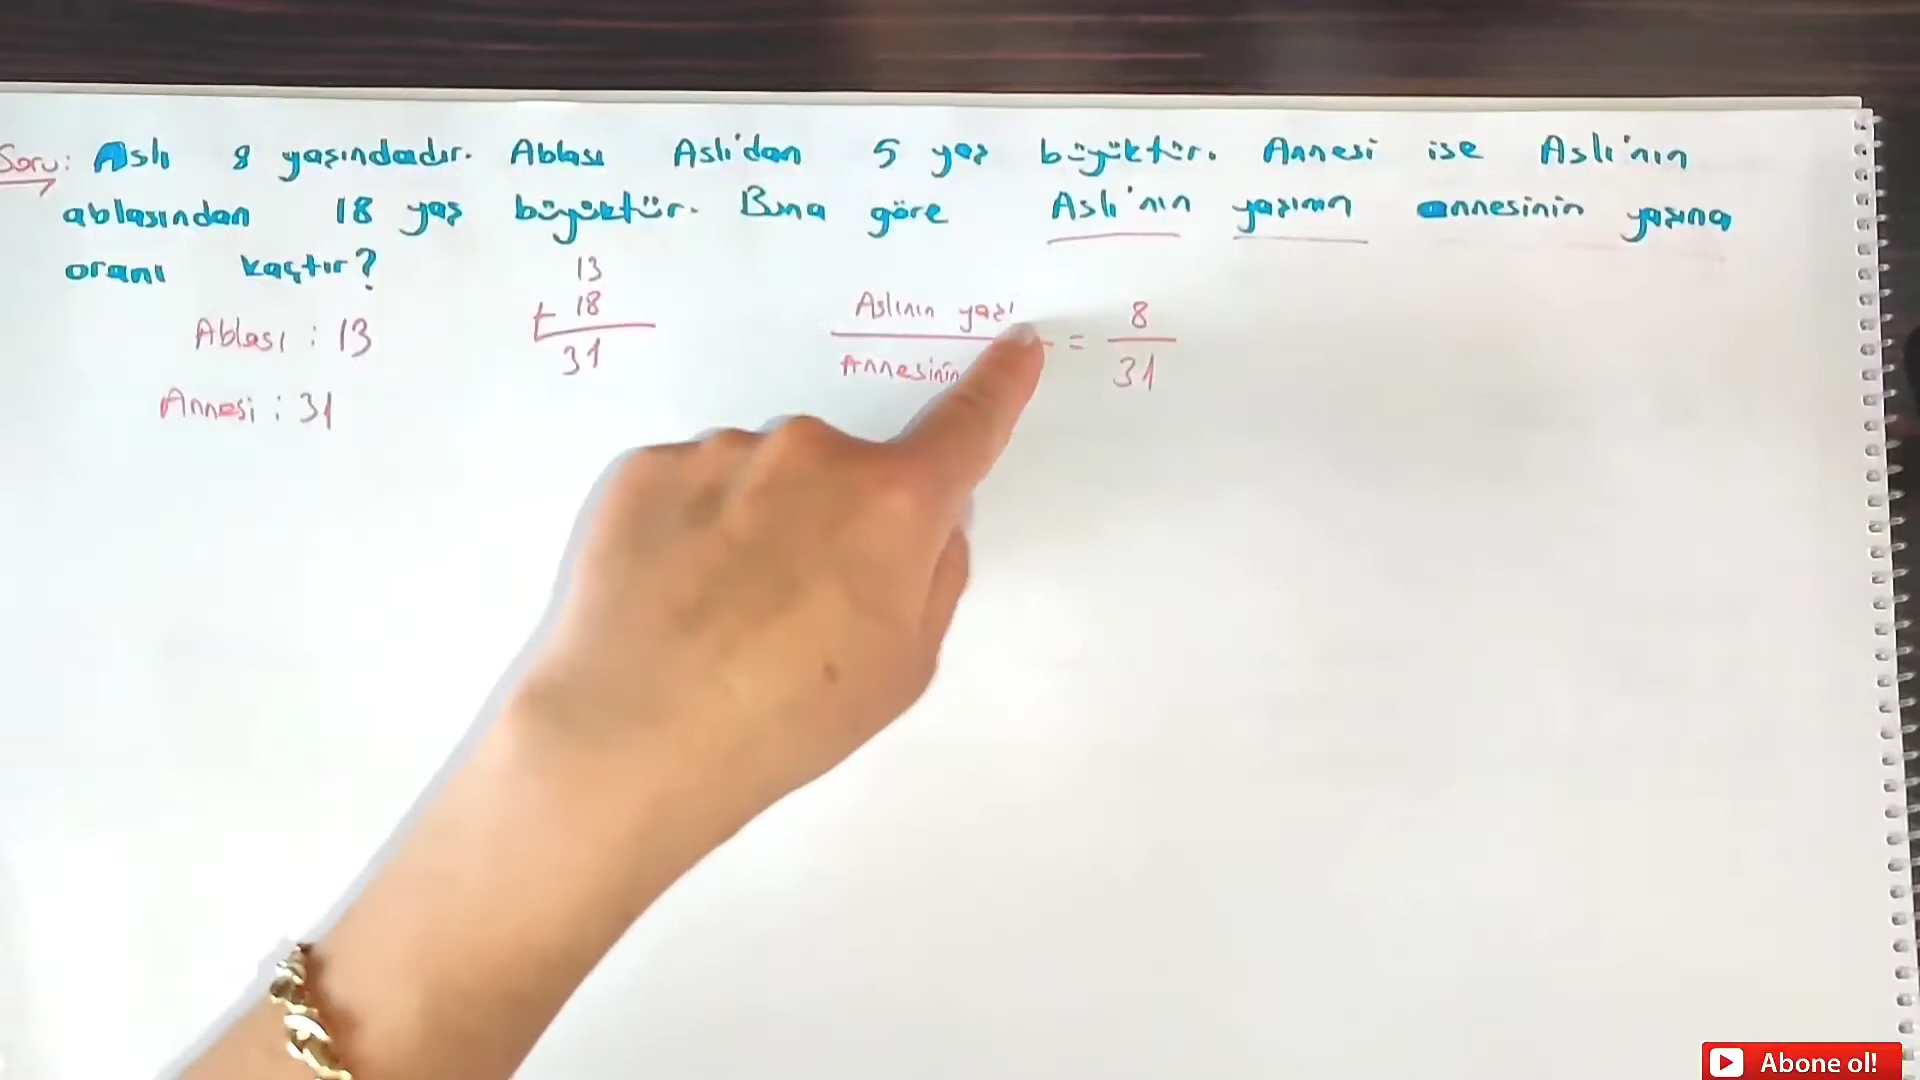 Soru: Aslı 8 yaşındadır. Ablası Aslı'dan 5 yaş büyüktür. Annesi ise Aslı'nın
ablasından 18 yaş büyüktür. Buna göre Aslı'nın yaşının annesinin yaşına
oranı kaçtır?
Ablası : 13
Annesi : 31
13
+ 18
31
Aslının yaşı
Annesinin
=
8
31
Abone ol!